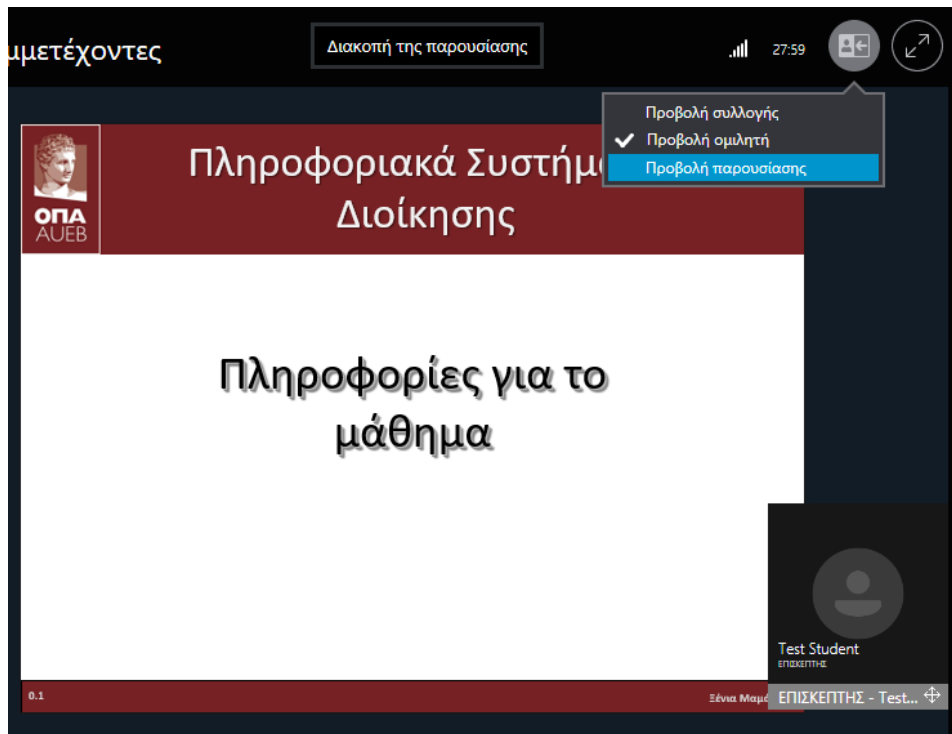 μμετέχοντες
Διακοπή της παρουσίασης
27:59
Προβολή συλλογής
Προβολή ομιλητή
Προβολή παρουσίασης
ΟΠΑ
AUEB
Πληροφοριακά Συστήμ
Διοίκησης
Πληροφορίες για το
μάθημα
Test Student
ΕΠΙΣΚΕΠΤΗΣ
0.1
Ξένια Μαμ
ΕΠΙΣΚΕΠΤΗΣ - Test...